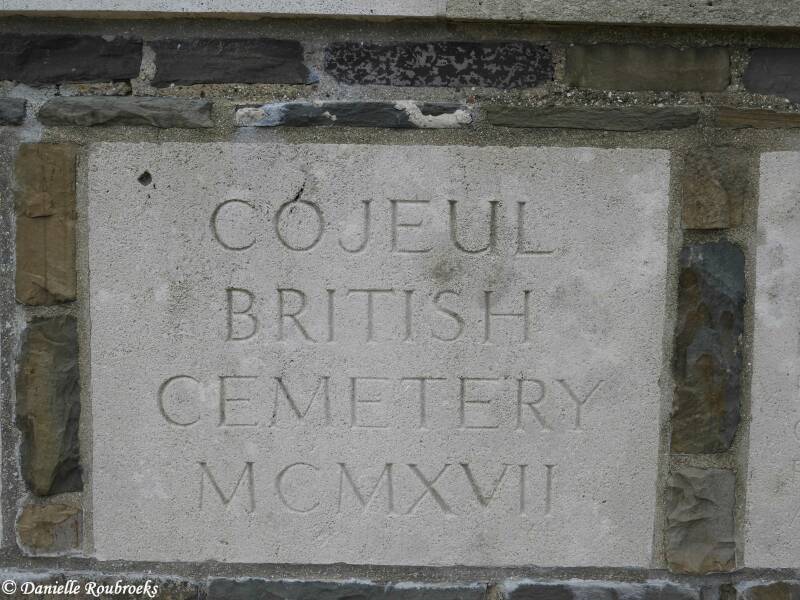 COJEUL
BRITISH
CEMETERY
MCMXVII
© Danielle Roubroeks